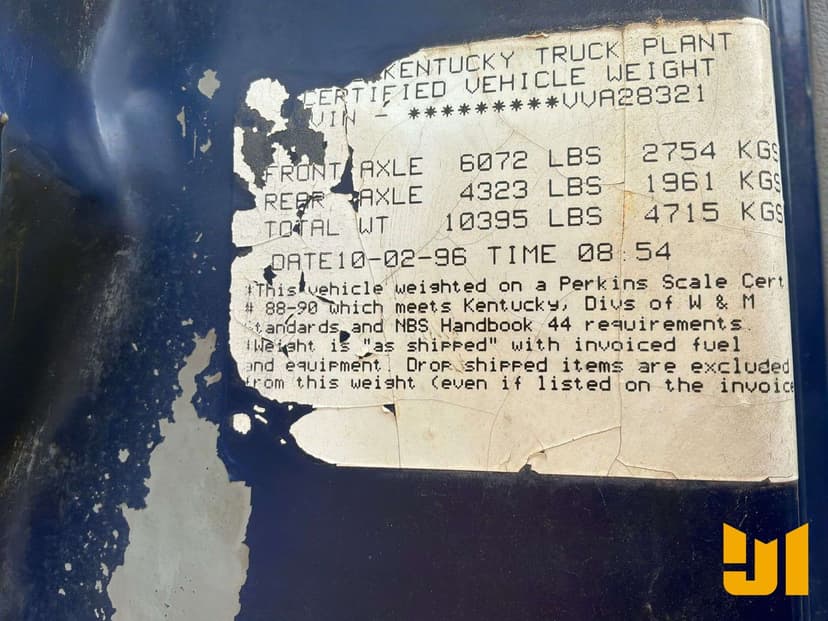 KENTUCKY TRUCK PLANT
CERTIFIED VEHICLE WEIGHT
VIN - *********VVA28321
FRONT AXLE 6072 LBS 2754 KGS
REAR AXLE 4323 LBS 1961 KGS
TOTAL WT 10395 LBS 4715 KGS
DATE10-02-96 TIME 08:54
*This vehicle weighted on a Perkins Scale Cert
# 88-90 which meets Kentucky, Divs of W & M
tandards and NBS Handbook 44 requirements.
*Weight is "as shipped" with invoiced fuel
and equipment. Drop shipped items are excluded
from this weight (even if listed on the invoice